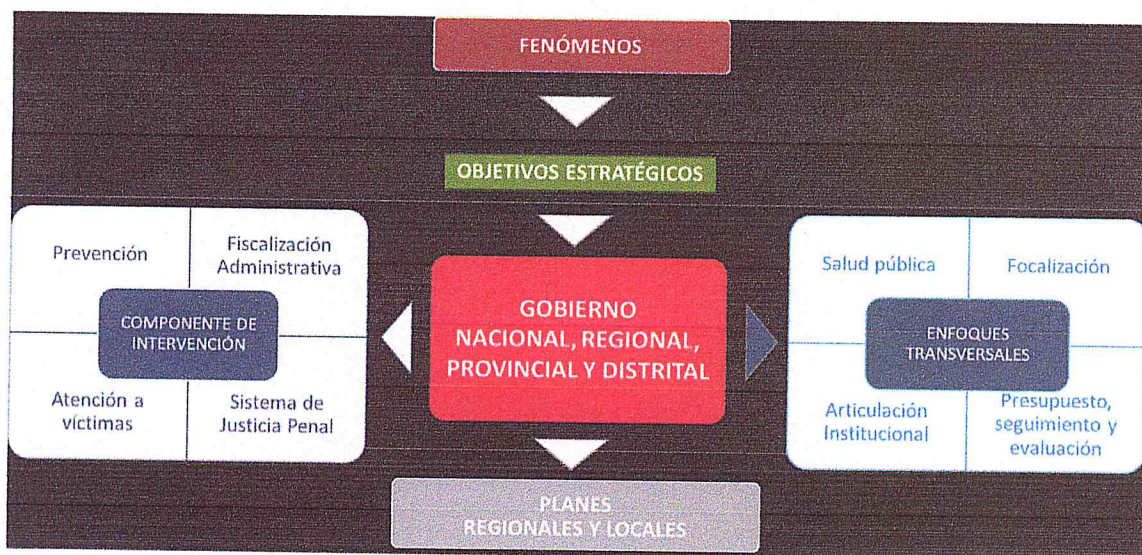 FENÓMENOS
OBJETIVOS ESTRATÉGICOS
Prevención
Fiscalización
Administrativa
COMPONENTE DE
INTERVENCIÓN
Atención a
víctimas
Sistema de
Justicia Penal
GOBIERNO
NACIONAL, REGIONAL,
PROVINCIAL Y DISTRITAL
Salud pública
Focalización
ENFOQUES
TRANSVERSALES
Articulación
Institucional
Presupuesto,
seguimiento y
evaluación
PLANES
REGIONALES Y LOCALES